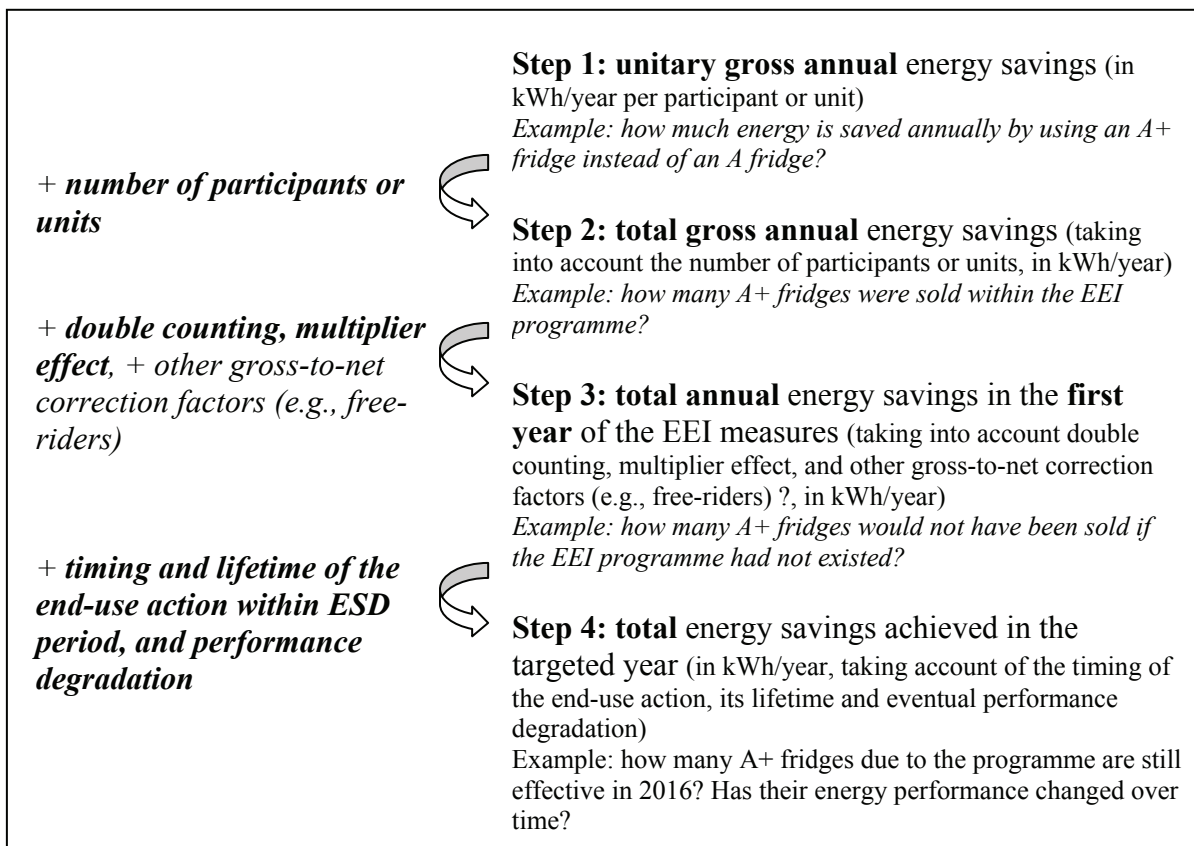 Step 1: unitary gross annual energy savings (in
kWh/year per participant or unit)
Example: how much energy is saved annually by using an A+
fridge instead of an A fridge?
+ number of participants or
units
Step 2: total gross annual energy savings (taking
into account the number of participants or units, in kWh/year)
Example: how many A+ fridges were sold within the EEI
programme?
+ double counting, multiplier
effect, + other gross-to-net
correction factors (e.g., free-
riders)
Step 3: total annual energy savings in the first
year of the EEI measures (taking into account double
counting, multiplier effect, and other gross-to-net correction
factors (e.g., free-riders) ?, in kWh/year)
Example: how many A+ fridges would not have been sold if
the EEI programme had not existed?
+ timing and lifetime of the
end-use action within ESD
period, and performance
degradation
Step 4: total energy savings achieved in the
targeted year (in kWh/year, taking account of the timing of
the end-use action, its lifetime and eventual performance
degradation)
Example: how many A+ fridges due to the programme are still
effective in 2016? Has their energy performance changed over
time?